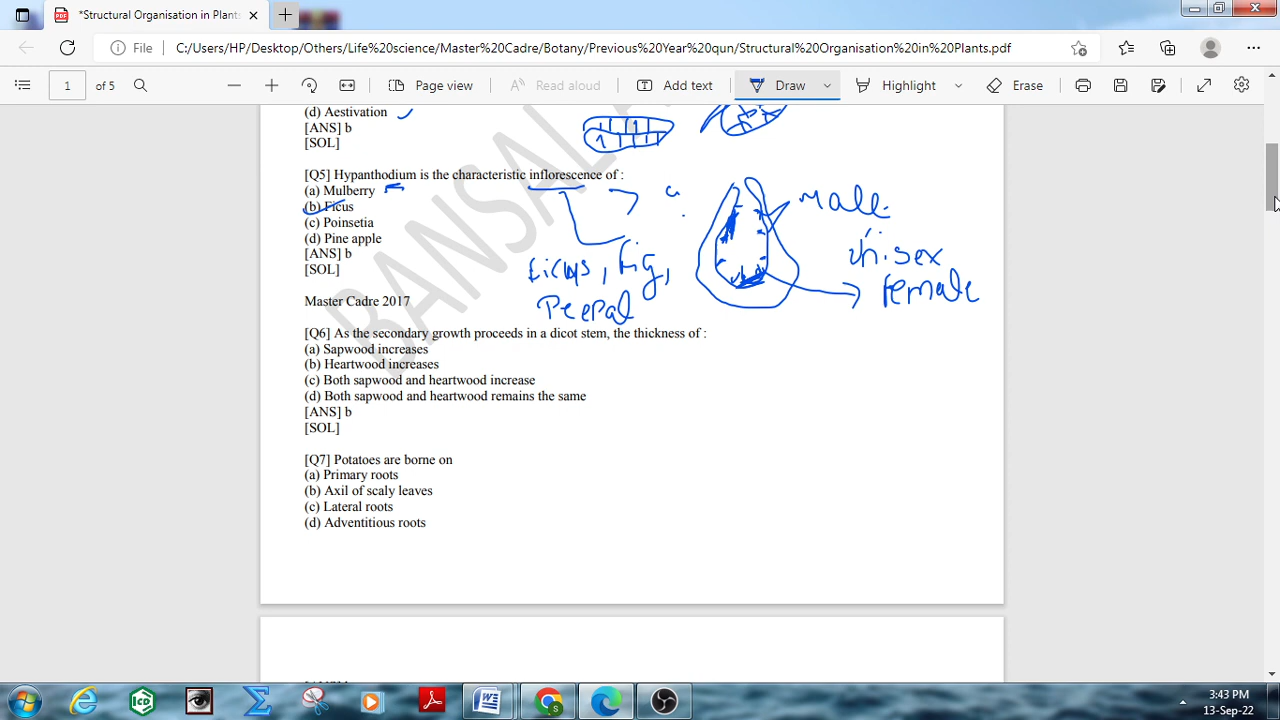 *Structural Organisation in Plants
File C:/Users/HP/Desktop/Others/Life%20science/Master%20Cadre/Botany/Previous%20Year%20qun/Structural%20Organisation%20in%20Plants.pdf
1 of 5 Page view Read aloud Add text Draw Highlight Erase
(d) Aestivation
[ANS] b
[SOL]
[Q5] Hypanthodium is the characteristic inflorescence of :
(a) Mulberry
(b) Ficus
(c) Poinsetia
(d) Pine apple
[ANS] b
[SOL]
Male
unisex
female
Ficus, Fig,
Peepal
Master Cadre 2017
[Q6] As the secondary growth proceeds in a dicot stem, the thickness of :
(a) Sapwood increases
(b) Heartwood increases
(c) Both sapwood and heartwood increase
(d) Both sapwood and heartwood remains the same
[ANS] b
[SOL]
[Q7] Potatoes are borne on
(a) Primary roots
(b) Axil of scaly leaves
(c) Lateral roots
(d) Adventitious roots
BANSAL
3:43 PM
13-Sep-22